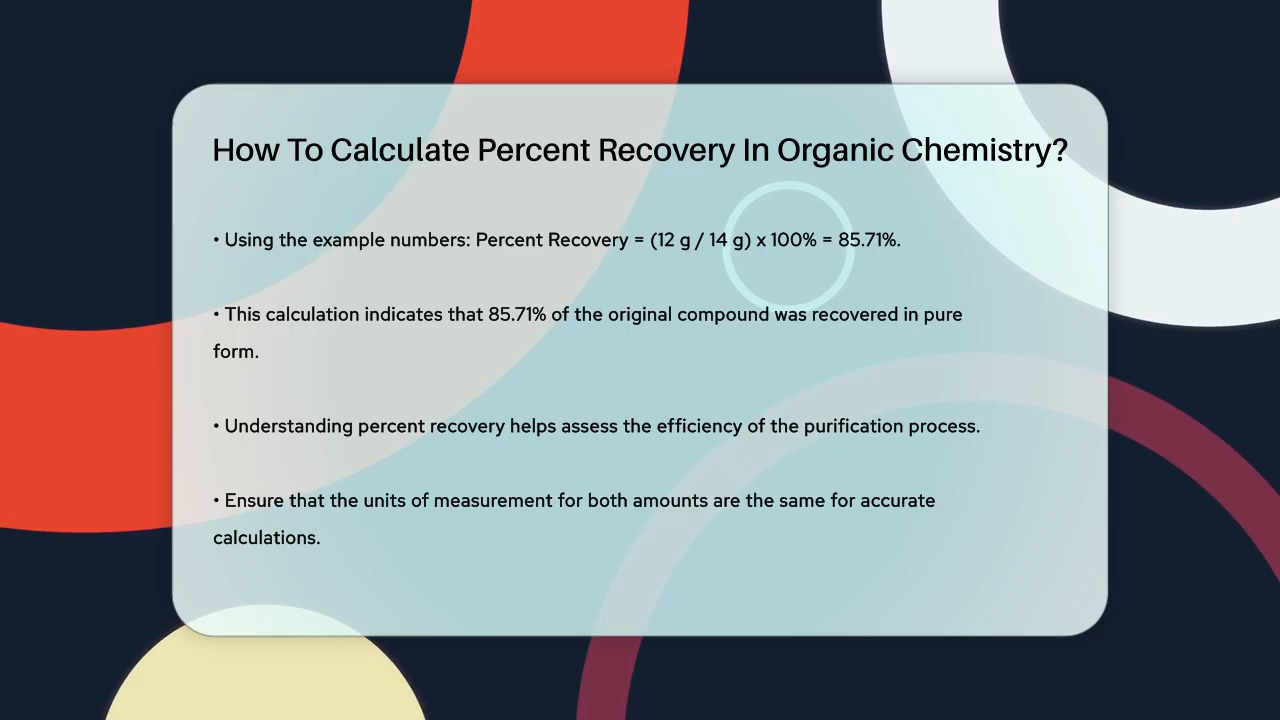 How To Calculate Percent Recovery In Organic Chemistry?
• Using the example numbers: Percent Recovery = (12 g / 14 g) x 100% = 85.71%.
• This calculation indicates that 85.71% of the original compound was recovered in pure
form.
• Understanding percent recovery helps assess the efficiency of the purification process.
• Ensure that the units of measurement for both amounts are the same for accurate
calculations.